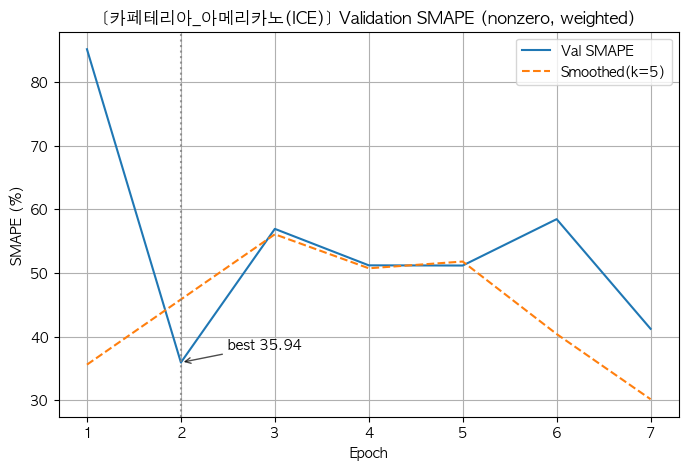 [카페테리아_아메리카노(ICE)] Validation SMAPE (nonzero, weighted)
Val SMAPE
Smoothed(k=5)
SMAPE (%)
80
70
60
50
40
30
best 35.94
1 2 3 4 5 6 7
Epoch